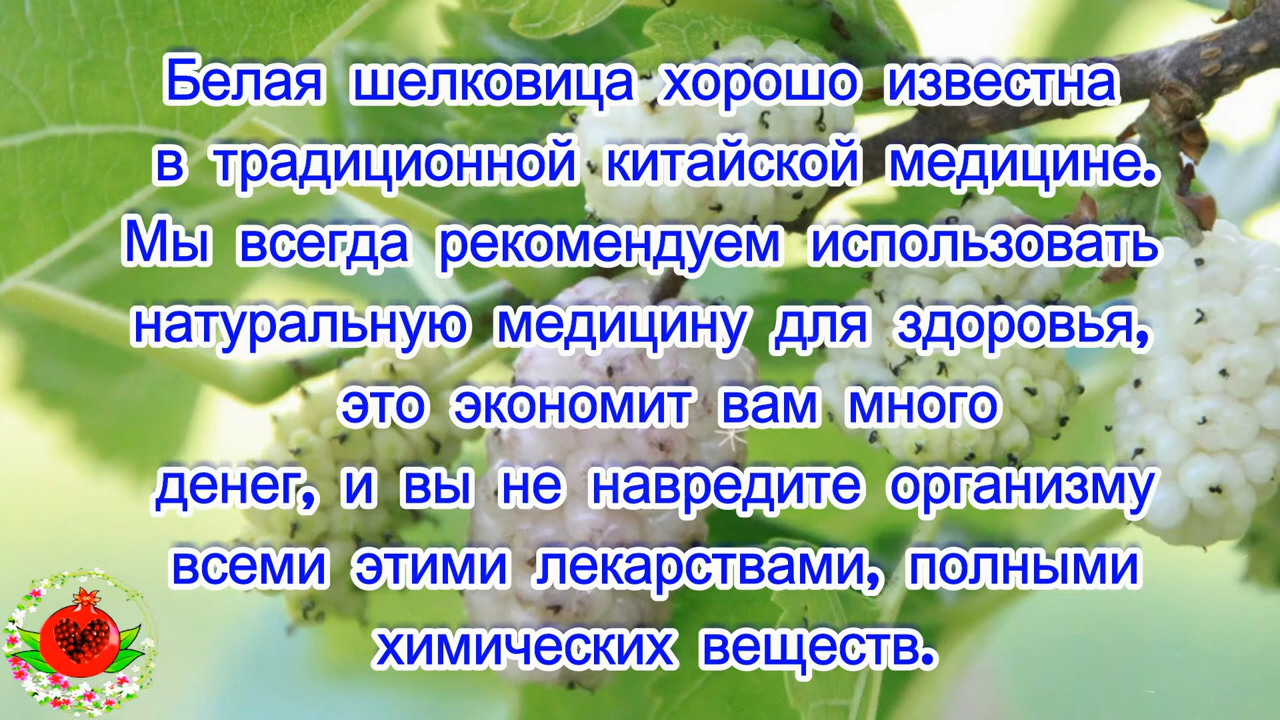 Белая шелковица хорошо известна
в традиционной китайской медицине.
Мы всегда рекомендуем использовать
натуральную медицину для здоровья,
это экономит вам много
денег, и вы не навредите организму
всеми этими лекарствами, полными
химических веществ.